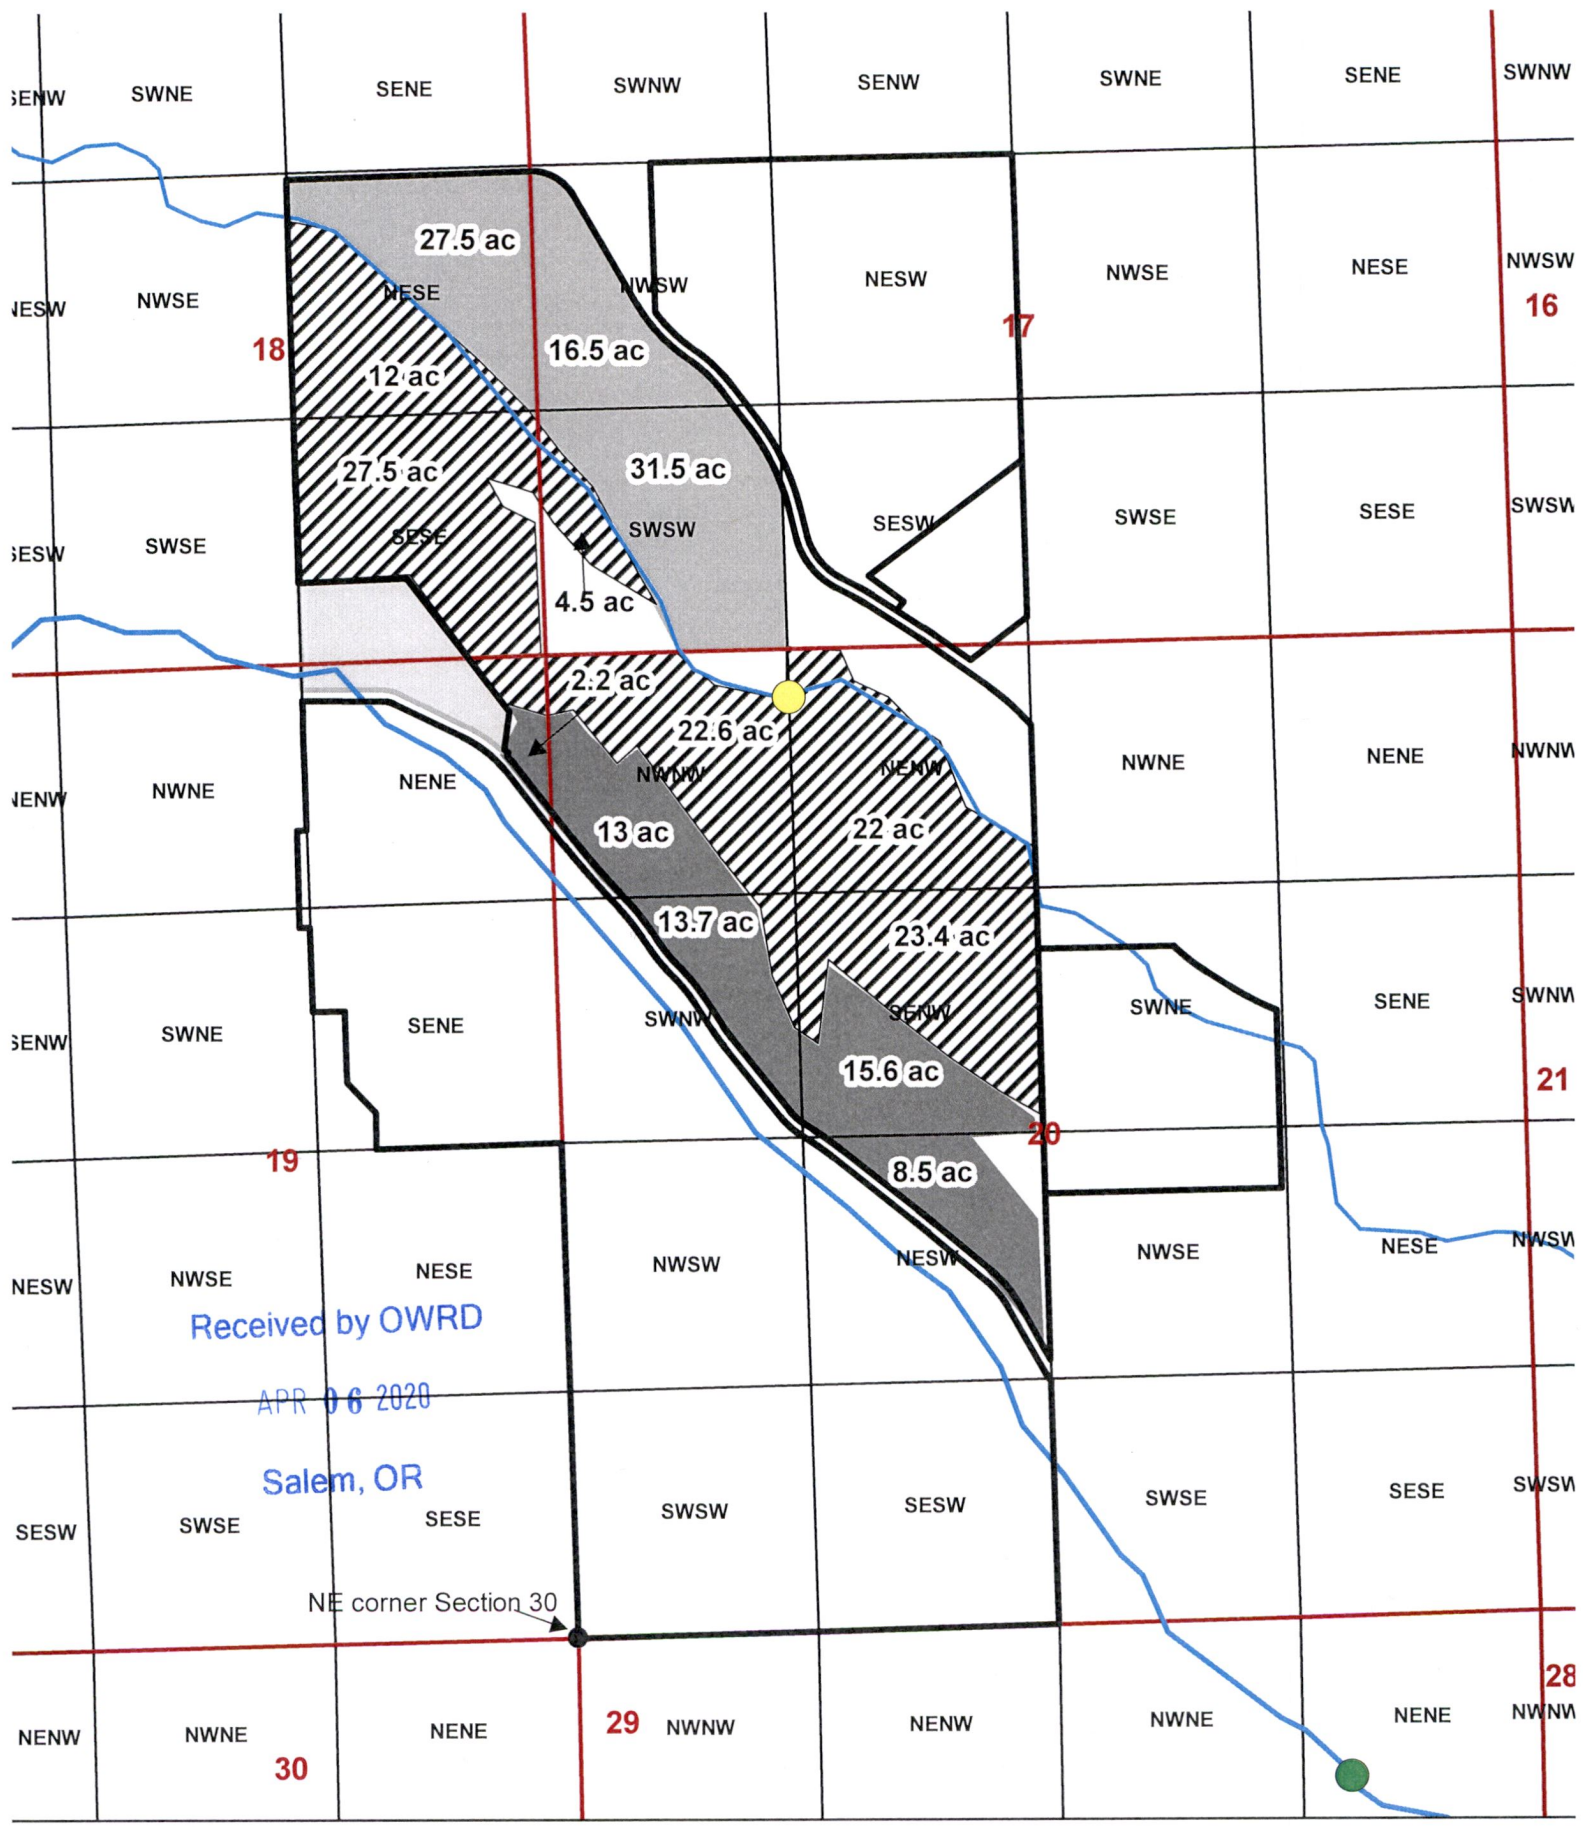 SENW SWNE SENE SWNW SENW SWNE SENE SWNW
27.5 ac
NESW NWSE NESE NWSW NESW NWSE NESE NWSW
18 16.5 ac 17 16
12 ac
27.5 ac 31.5 ac
SESW SWSE SESE SWSW SESW SWSE SESE SWSW
4.5 ac
2.2 ac
22.6 ac
NENW NWNE NENE NWNW NENW NWNE NENE NWNW
13 ac 22 ac
13.7 ac 23.4 ac
SENW SWNE SENE SWNW SENW SWNE SENE SWNW
15.6 ac 21
19 20
8.5 ac
NESW NWSE NESE NWSW NESW NWSE NESE NWSW
Received by OWRD
APR 06 2020
Salem, OR
SESW SWSE SESE SWSW SESW SWSE SESE SWSW
NE corner Section 30
28
NENW NWNE NENE 29 NWNW NENW NWNE NENE NWNW
30